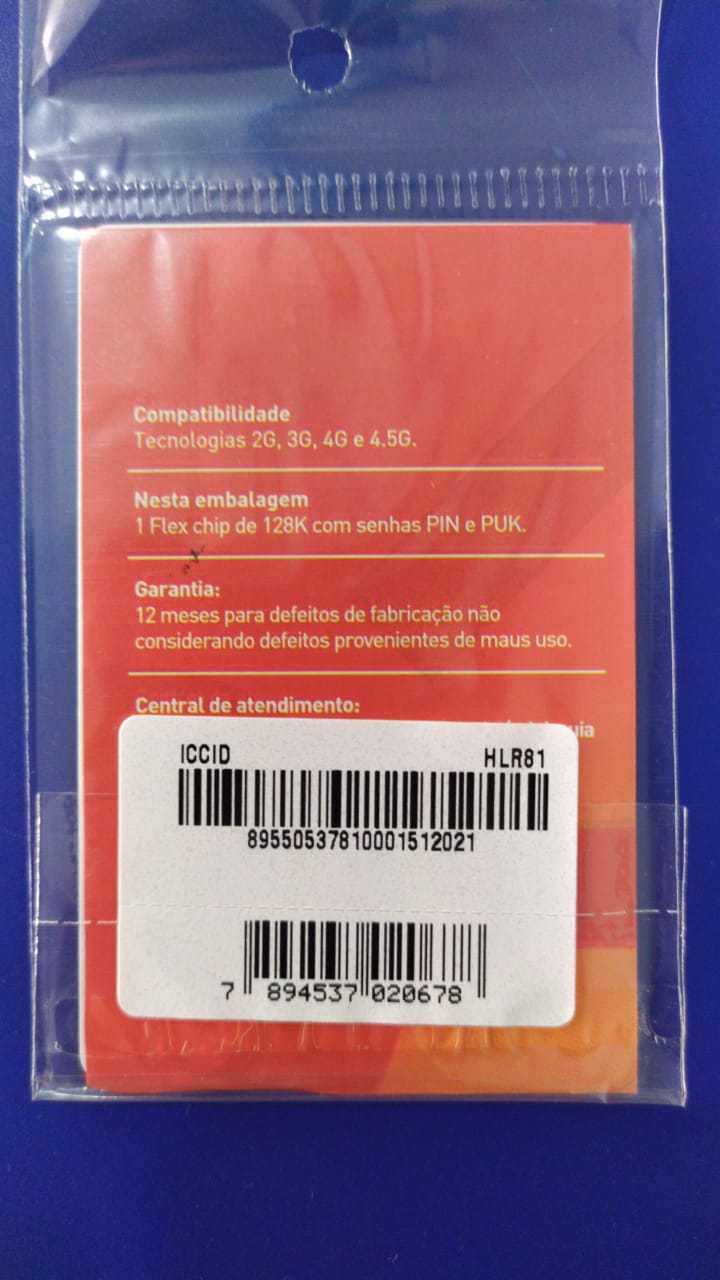 Compatibilidade
Tecnologias 2G, 3G, 4G e 4.5G.
Nesta embalagem
1 Flex chip de 128K com senhas PIN e PUK.
Garantia:
12 meses para defeitos de fabricação não
considerando defeitos provenientes de maus uso.
Central de atendimento:
ICCID HLR81
89550537810001512021
7 894537 020678